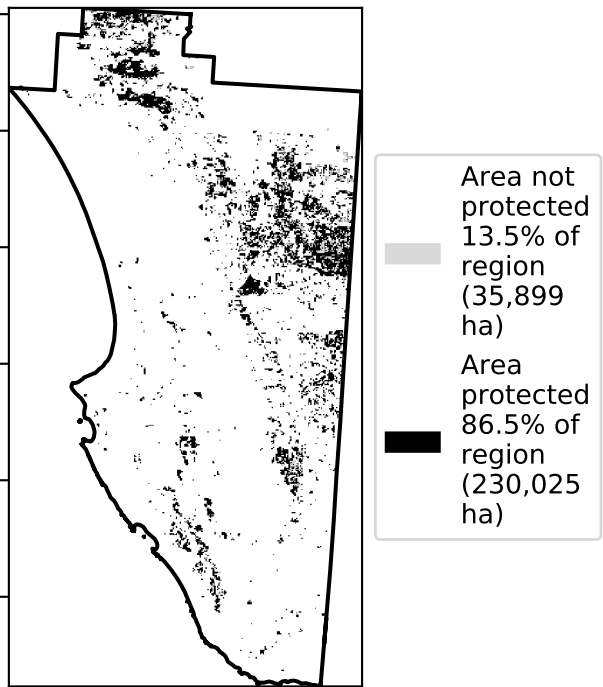 Area not
protected
13.5% of
region
(35,899
ha)
Area
protected
86.5% of
region
(230,025
ha)